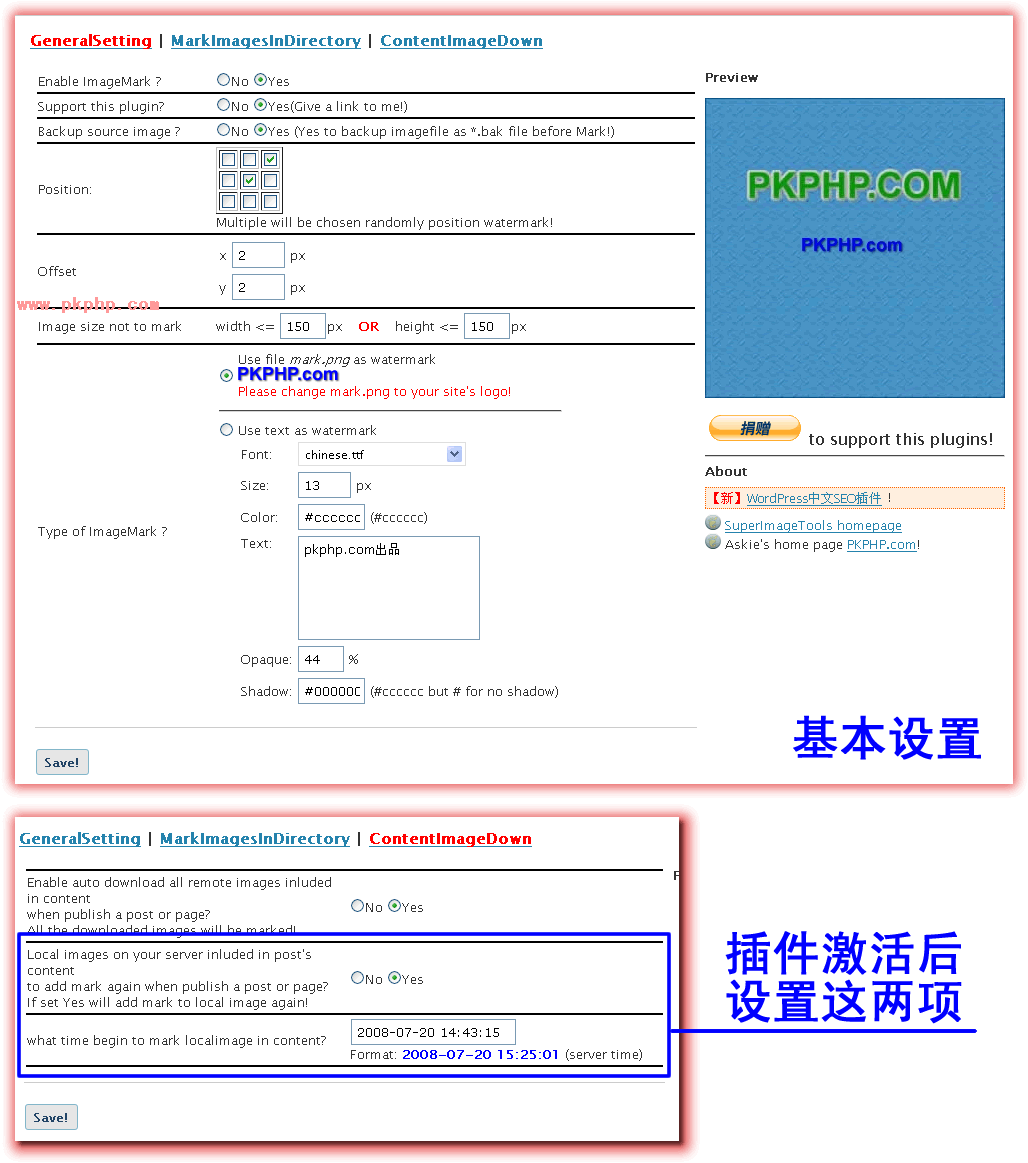 GeneralSetting | MarkImagesInDirectory | ContentImageDown
Enable ImageMark ? No Yes
Support this plugin? No Yes(Give a link to me!)
Backup source image ? No Yes (Yes to backup imagefile as *.bak file before Mark!)
Position:
Multiple will be chosen randomly position watermark!
Offset
x 2 px
y 2 px
www.pkphp.com
Image size not to mark width <= 150 px OR height <= 150 px
Type of ImageMark ?
Use file mark.png as watermark
PKPHP.com
Please change mark.png to your site's logo!
Use text as watermark
Font: chinese.ttf
Size: 13 px
Color: #cccccc (#cccccc)
Text: pkphp.com出品
Opaque: 44 %
Shadow: #000000 (#cccccc but # for no shadow)
Save!
Preview
PKPHP.COM
PKPHP.com
捐赠 to support this plugins!
About
【新】WordPress中文SEO插件 !
SuperImageTools homepage
Askie's home page PKPHP.com!
基本设置
GeneralSetting | MarkImagesInDirectory | ContentImageDown
Enable auto download all remote images inluded
in content
when publish a post or page?
All the downloaded images will be marked!
No Yes
Local images on your server inluded in post's
content
to add mark again when publish a post or page?
If set Yes will add mark to local image again!
No Yes
what time begin to mark localimage in content?
2008-07-20 14:43:15
Format: 2008-07-20 15:25:01 (server time)
Save!
插件激活后
设置这两项